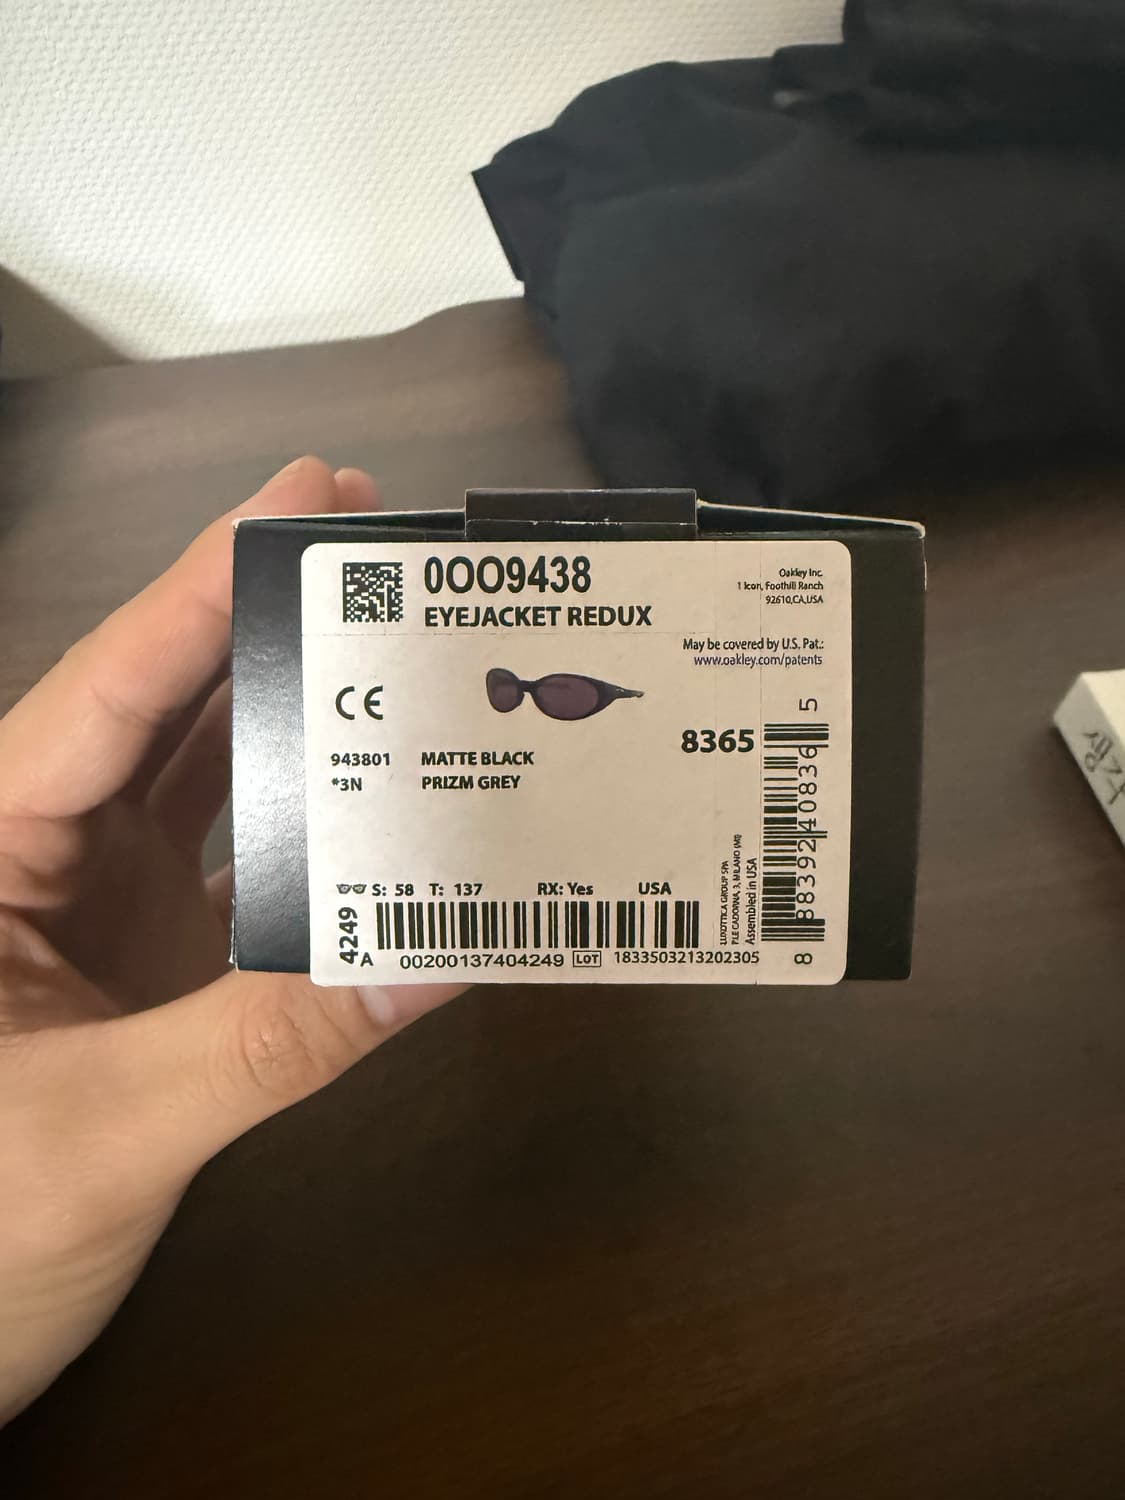 0OO9438
EYEJACKET REDUX
Oakley Inc.
1 Icon, Foothill Ranch
92610,CA,USA
May be covered by U.S. Pat.:
www.oakley.com/patents
CE
8365
943801 MATTE BLACK
*3N PRIZM GREY
S: 58 T: 137 RX: Yes USA
4249
A 00200137404249 LOT 1833503213202305
LUXOTTICA GROUP SPA
P.LE CADORNA, 3, MILANO (MI)
Assembled in USA
8 88392 40836 5